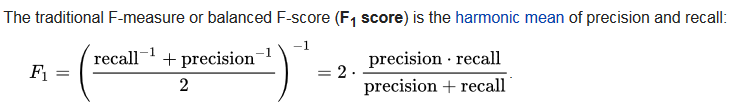 The traditional F-measure or balanced F-score (F₁ score) is the harmonic mean of precision and recall:
F₁ = ((recall⁻¹ + precision⁻¹) / 2)⁻¹ = 2 · (precision · recall) / (precision + recall).